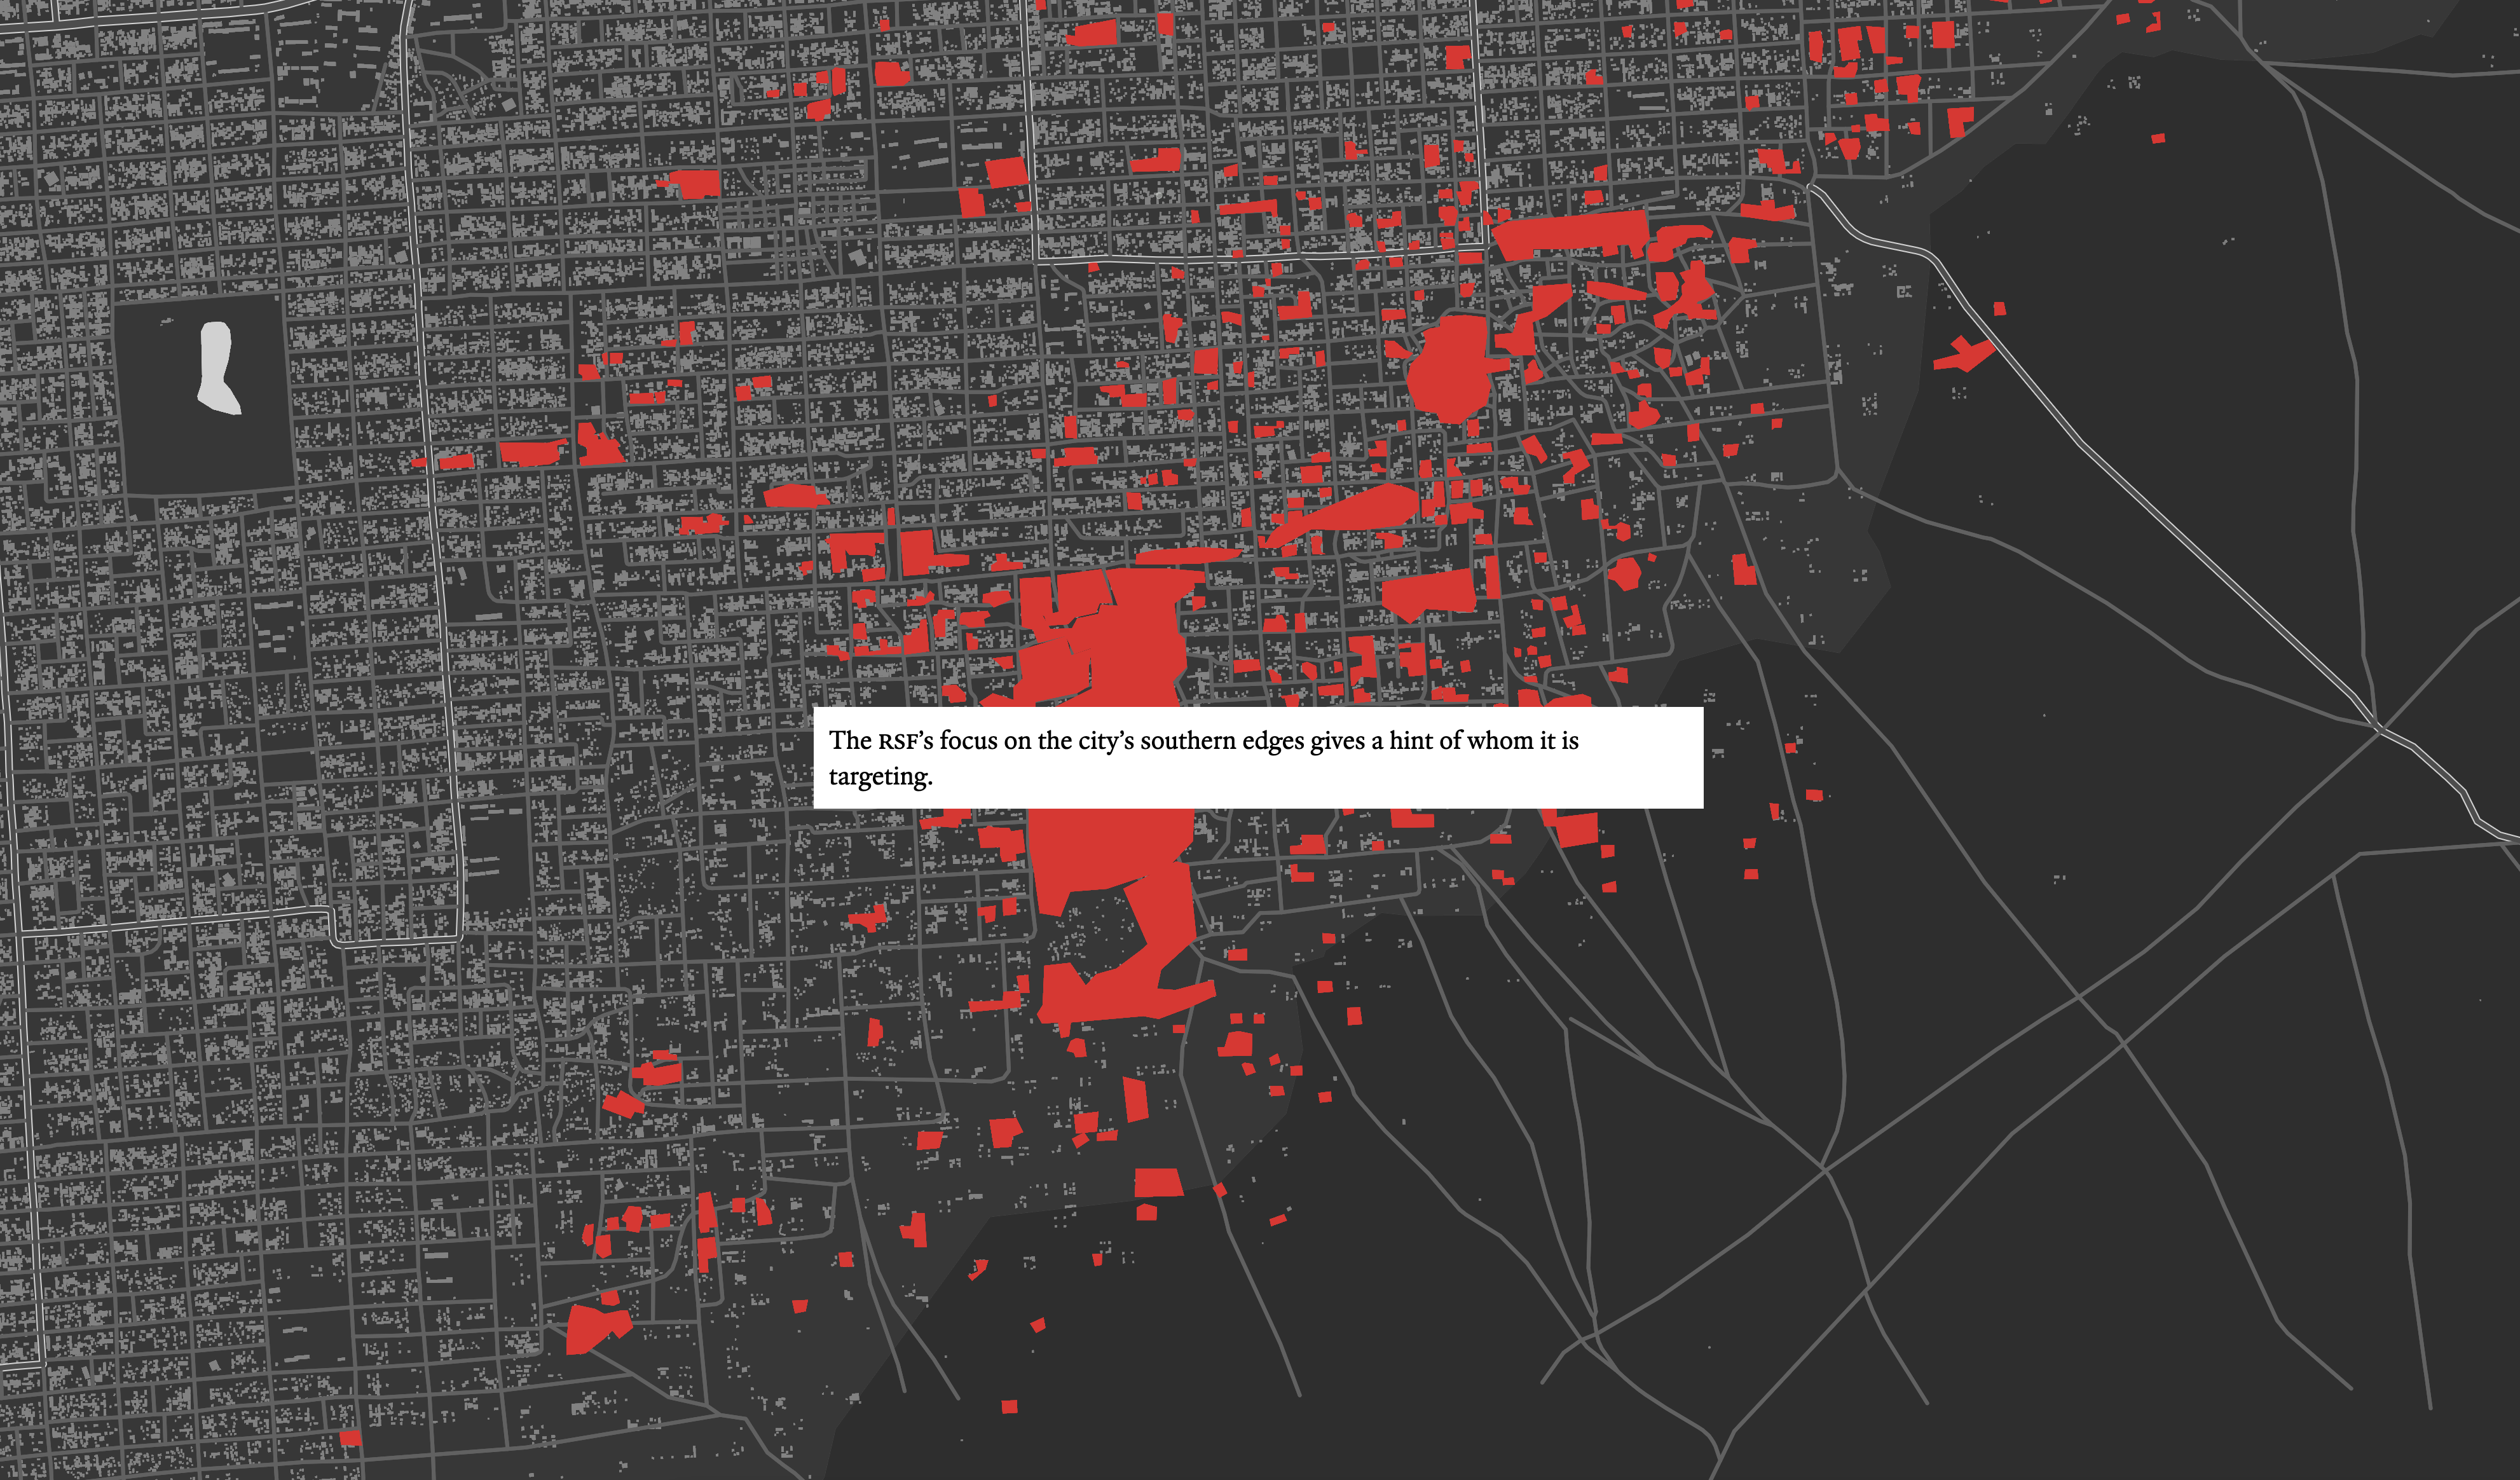 The RSF’s focus on the city’s southern edges gives a hint of whom it is
targeting.